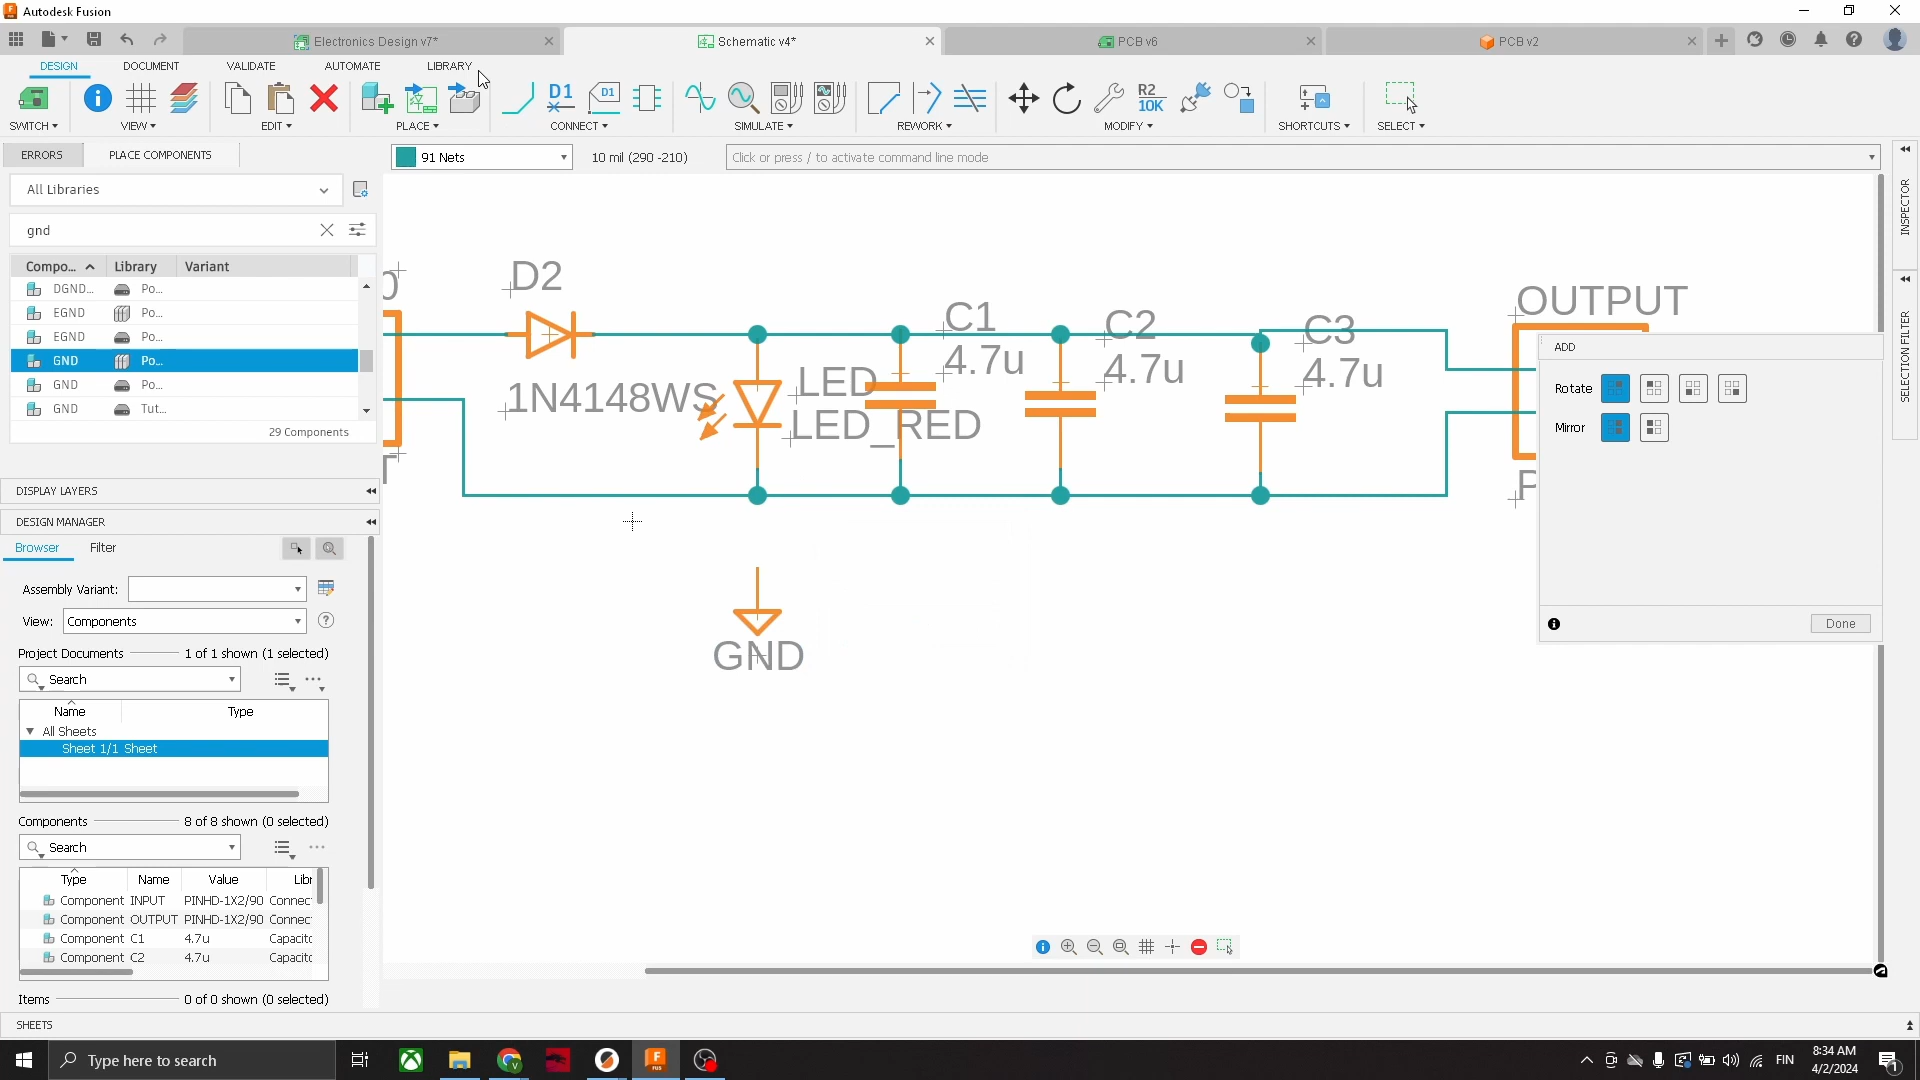 Autodesk Fusion
Electronics Design v7*
Schematic v4*
PCB v6
PCB v2
DESIGN
DOCUMENT
VALIDATE
AUTOMATE
LIBRARY
D1
D1
R2
10K
SWITCH
VIEW
EDIT
PLACE
CONNECT
SIMULATE
REWORK
MODIFY
SHORTCUTS
SELECT
ERRORS
PLACE COMPONENTS
91 Nets
10 mil (290 -210)
Click or press / to activate command line mode
All Libraries
gnd
Compo...
Library
Variant
DGND... Po...
EGND Po...
EGND Po...
GND Po...
GND Po...
GND Tut...
29 Components
DISPLAY LAYERS
DESIGN MANAGER
Browser
Filter
Assembly Variant:
View: Components
Project Documents
1 of 1 shown (1 selected)
Search
Name
Type
All Sheets
Sheet 1/1 Sheet
Components
8 of 8 shown (0 selected)
Search
Type Name Value Libr
Component INPUT PINHD-1X2/90 Connec
Component OUTPUT PINHD-1X2/90 Connec
Component C1 4.7u Capacitc
Component C2 4.7u Capacitc
Items
0 of 0 shown (0 selected)
SHEETS
D2
1N4148WS
LED
LED_RED
C1
4.7u
C2
4.7u
C3
4.7u
OUTPUT
P
GND
ADD
Rotate
Mirror
Done
INSPECTOR
SELECTION FILTER
Type here to search
FIN
8:34 AM
4/2/2024
1